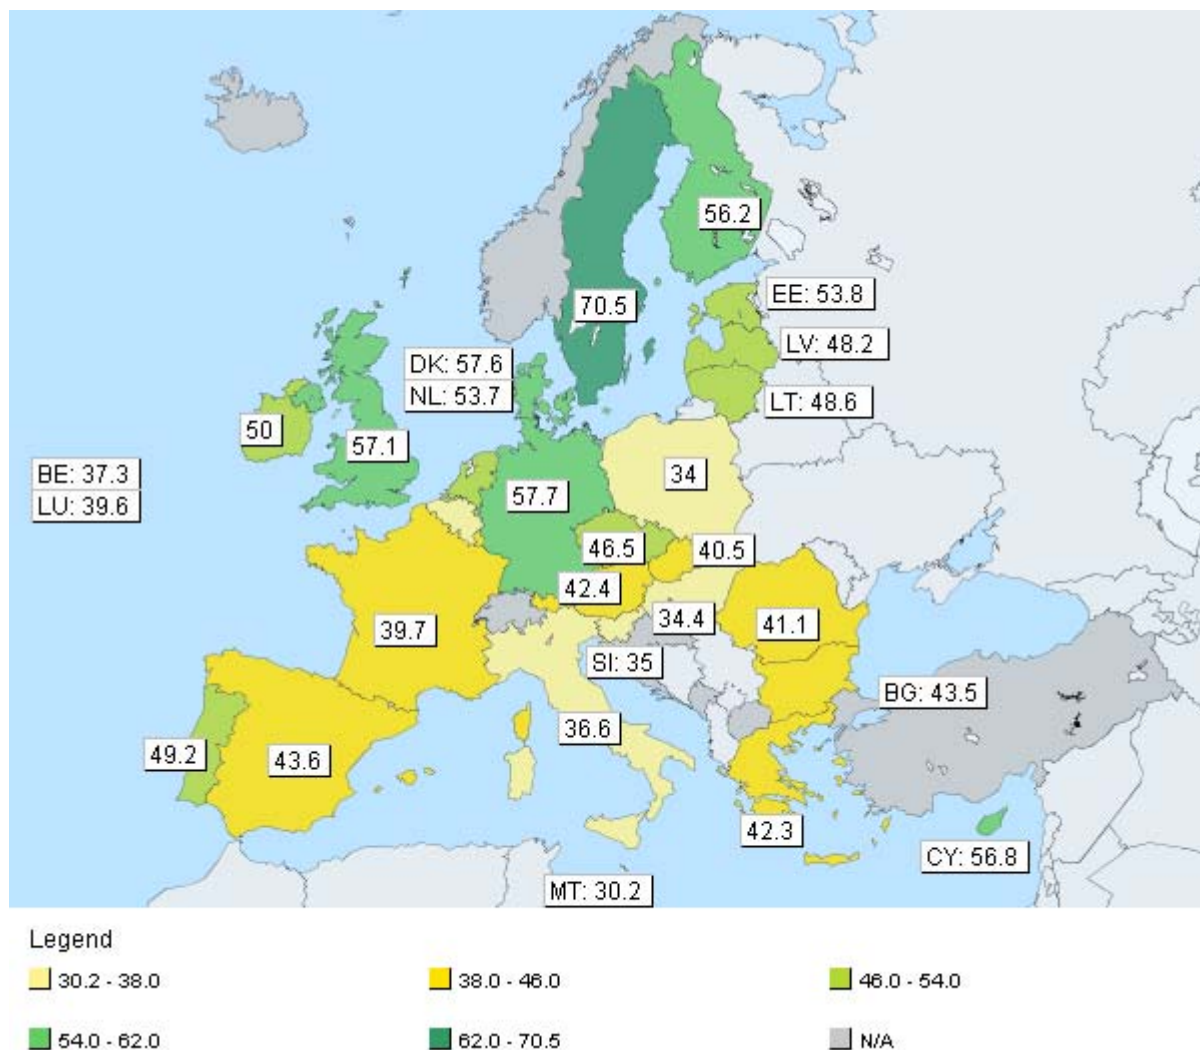 56.2
EE: 53.8
70.5
LV: 48.2
DK: 57.6
NL: 53.7
LT: 48.6
50
57.1
BE: 37.3
LU: 39.6
34
57.7
46.5
40.5
42.4
39.7
34.4
41.1
SI: 35
BG: 43.5
36.6
49.2
43.6
42.3
CY: 56.8
MT: 30.2
Legend
30.2 - 38.0
38.0 - 46.0
46.0 - 54.0
54.0 - 62.0
62.0 - 70.5
N/A